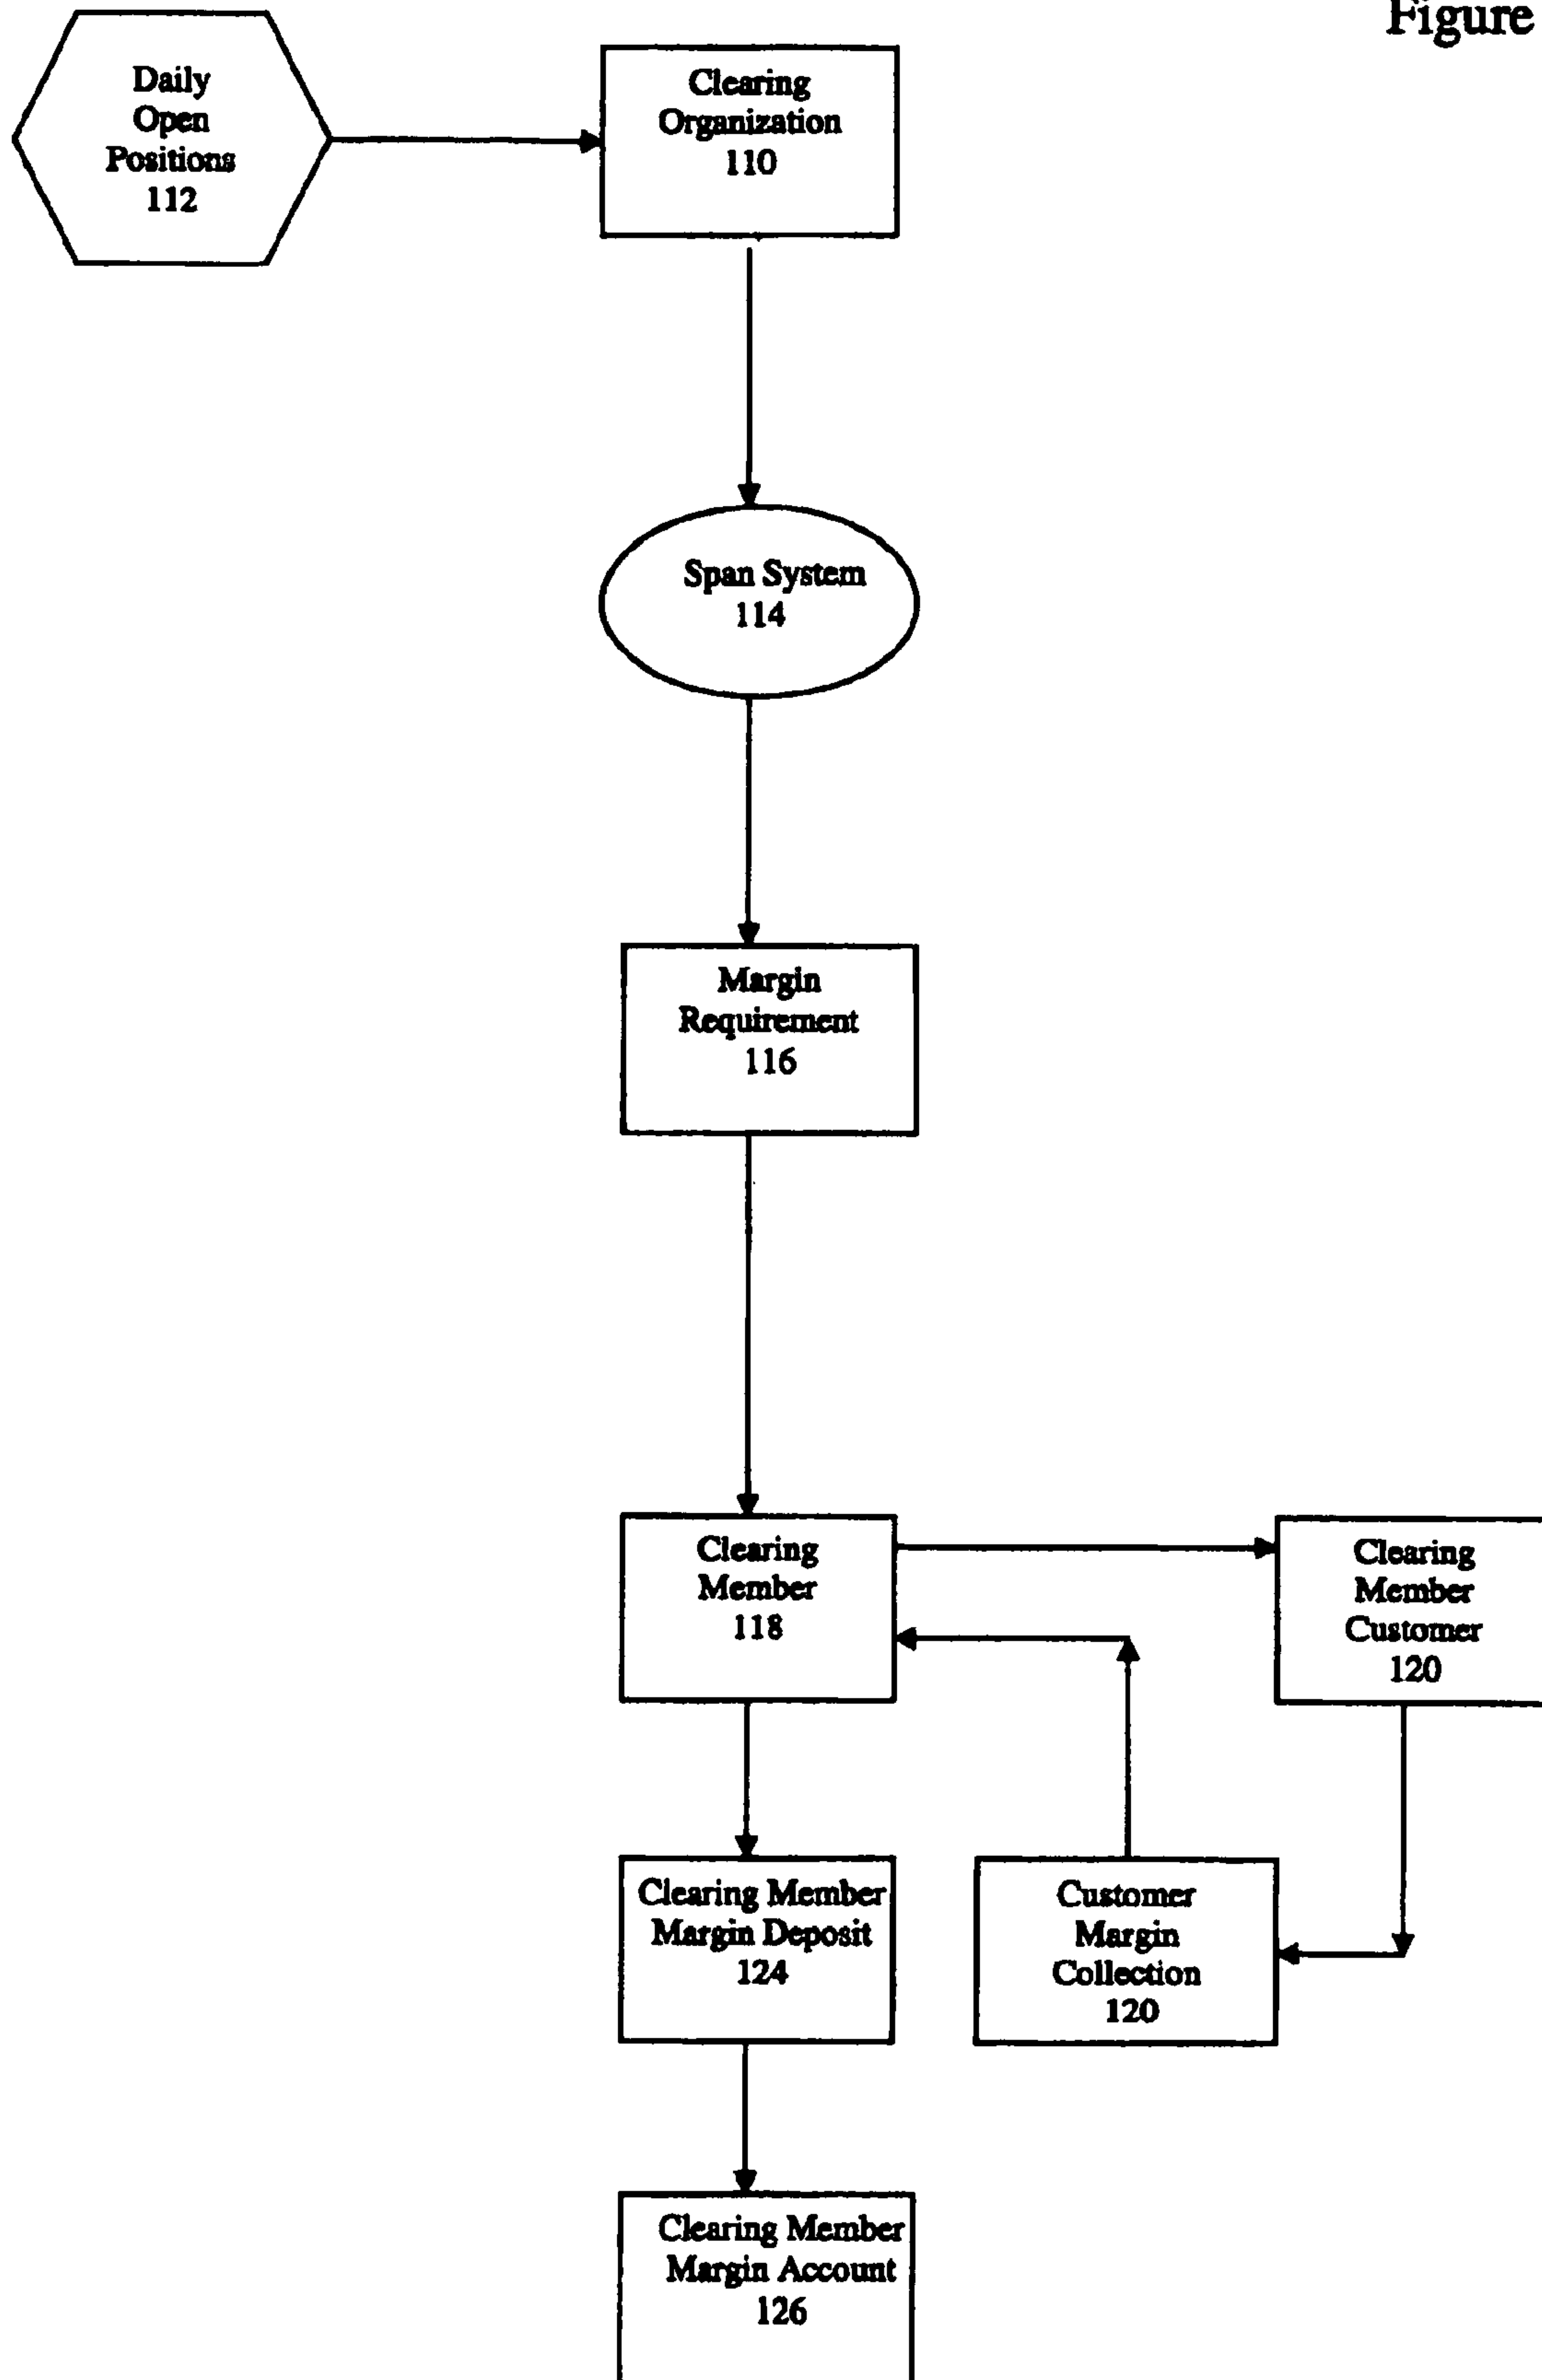 Figure
Daily
Open
Positions
112
Clearing
Organization
110
Span System
114
Margin
Requirement
116
Clearing
Member
118
Clearing
Member
Customer
120
Clearing Member
Margin Deposit
124
Customer
Margin
Collection
120
Clearing Member
Margin Account
126